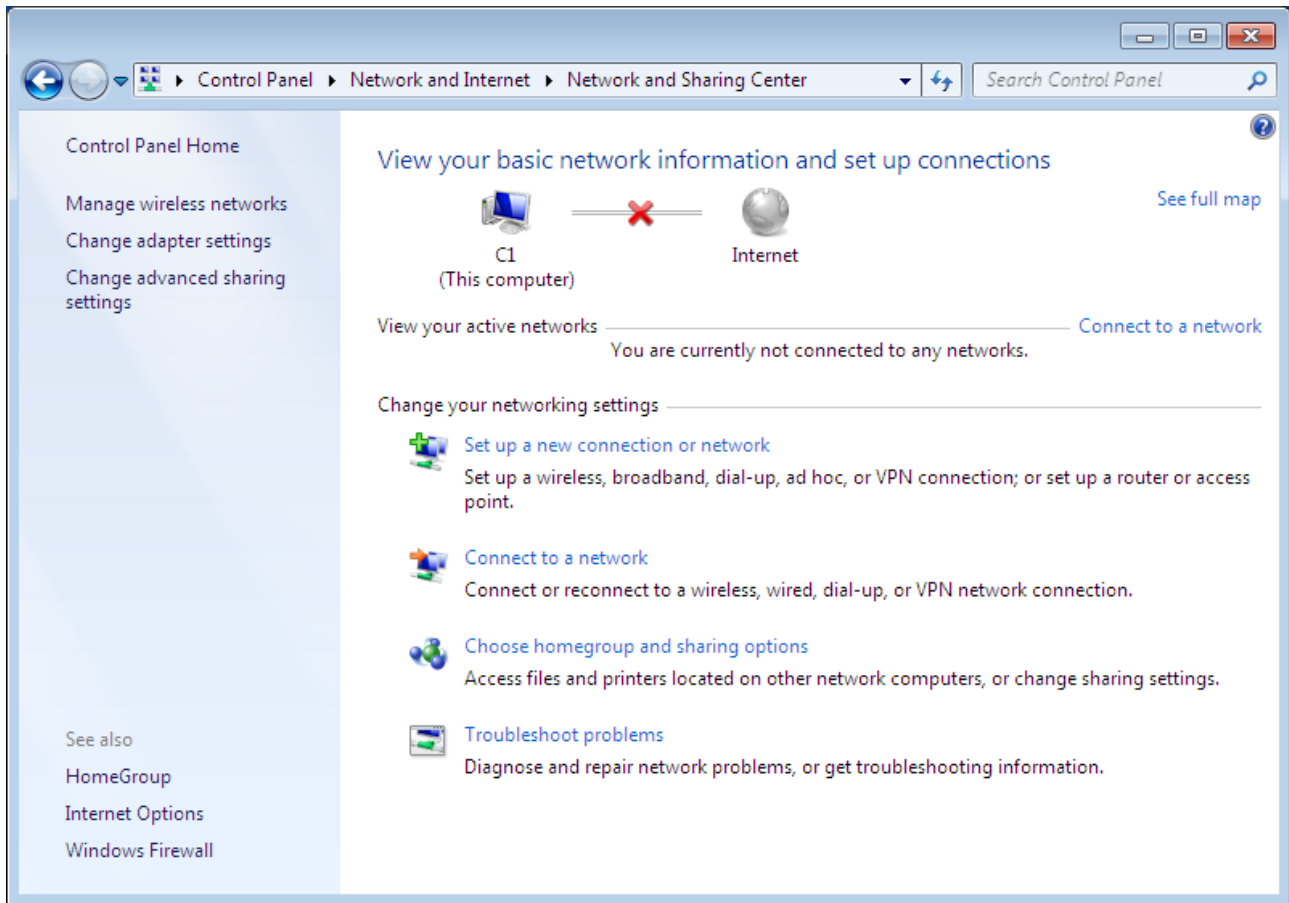 Control Panel Network and Internet Network and Sharing Center Search Control Panel
Control Panel Home
Manage wireless networks
Change adapter settings
Change advanced sharing
settings
See also
HomeGroup
Internet Options
Windows Firewall
View your basic network information and set up connections
See full map
C1
(This computer)
Internet
View your active networks
Connect to a network
You are currently not connected to any networks.
Change your networking settings
Set up a new connection or network
Set up a wireless, broadband, dial-up, ad hoc, or VPN connection; or set up a router or access
point.
Connect to a network
Connect or reconnect to a wireless, wired, dial-up, or VPN network connection.
Choose homegroup and sharing options
Access files and printers located on other network computers, or change sharing settings.
Troubleshoot problems
Diagnose and repair network problems, or get troubleshooting information.